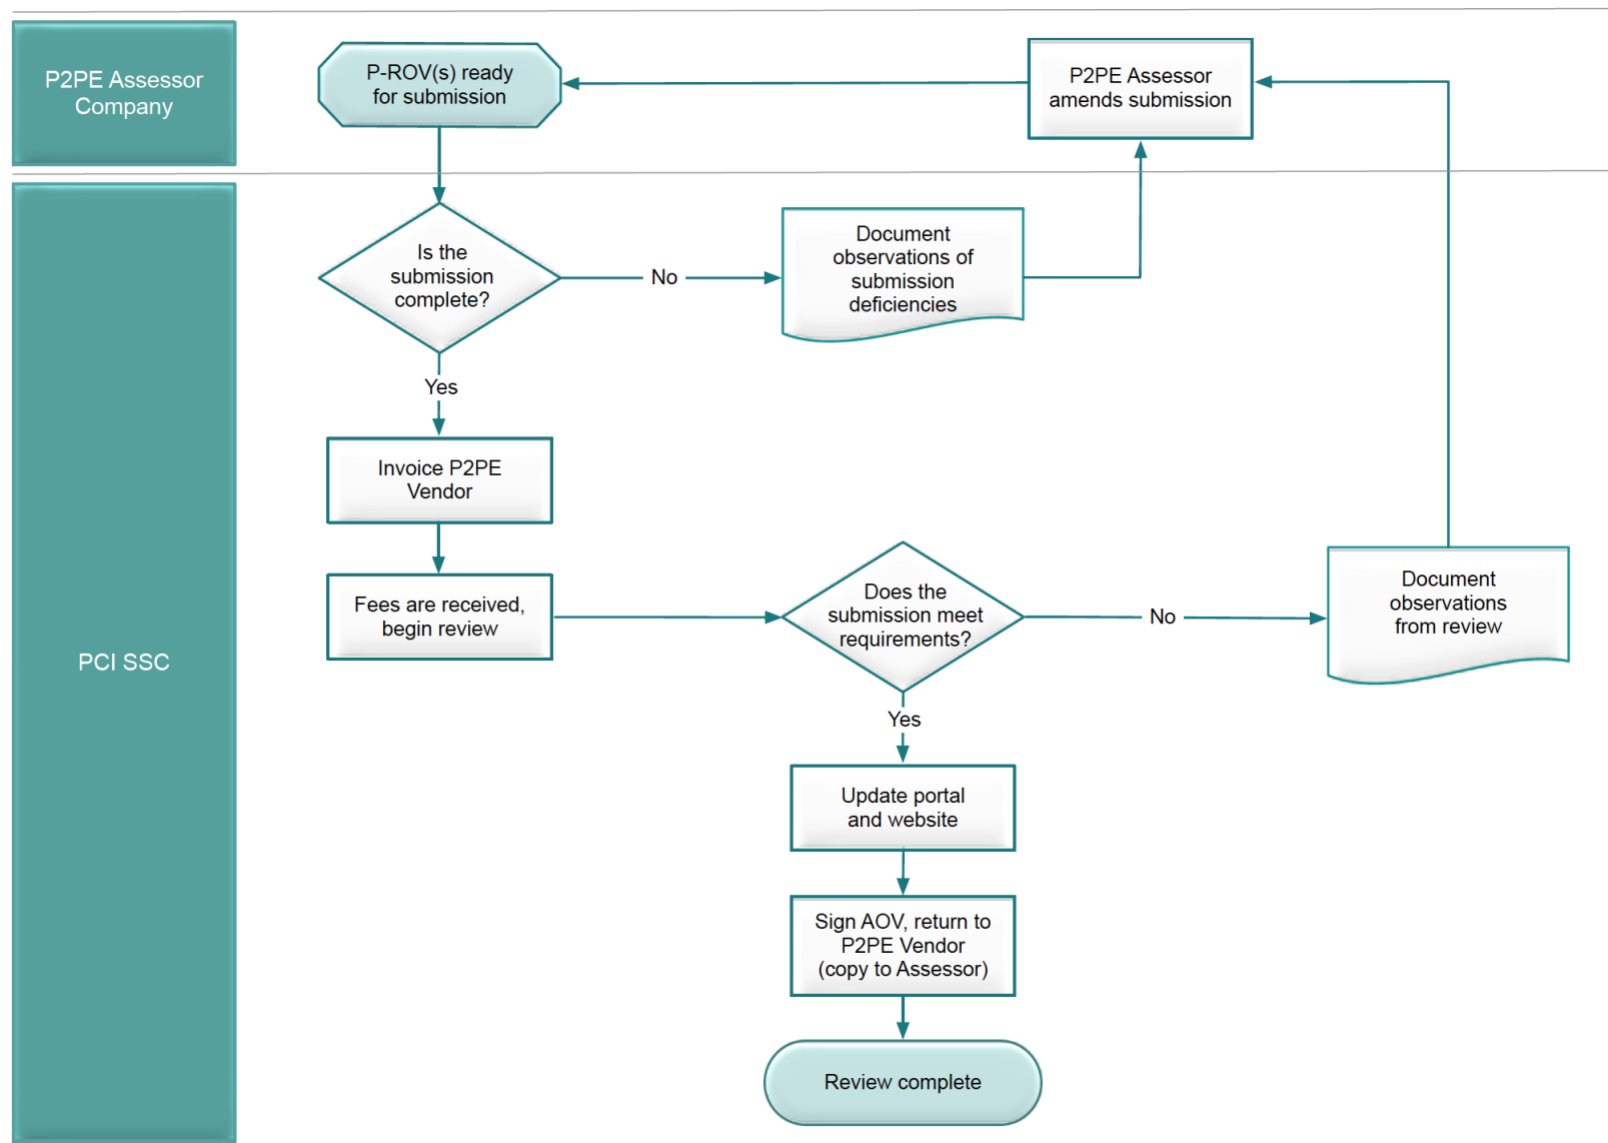 P2PE Assessor
Company
P-ROV(s) ready
for submission
P2PE Assessor
amends submission
PCI SSC
Is the
submission
complete?
No
Document
observations of
submission
deficiencies
Yes
Invoice P2PE
Vendor
Fees are received,
begin review
Does the
submission meet
requirements?
No
Document
observations
from review
Yes
Update portal
and website
Sign AOV, return to
P2PE Vendor
(copy to Assessor)
Review complete